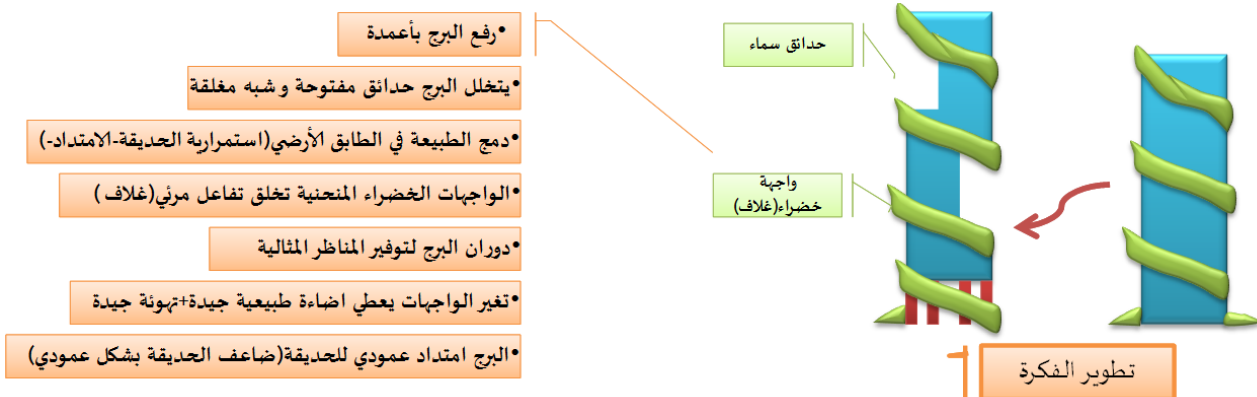 •رفع البرج بأعمدة
•يتخلل البرج حدائق مفتوحة و شبه مغلقة
•دمج الطبيعة في الطابق الأرضي(استمرارية الحديقة-الامتداد-)
•الواجهات الخضراء المنحنية تخلق تفاعل مرئي(غلاف )
•دوران البرج لتوفير المناظر المثالية
•تغير الواجهات يعطي اضاءة طبيعية جيدة+تهوئة جيدة
•البرج امتداد عمودي للحديقة(ضاعف الحديقة بشكل عمودي)
حدائق سماء
واجهة
خضراء(غلاف)
تطوير الفكرة